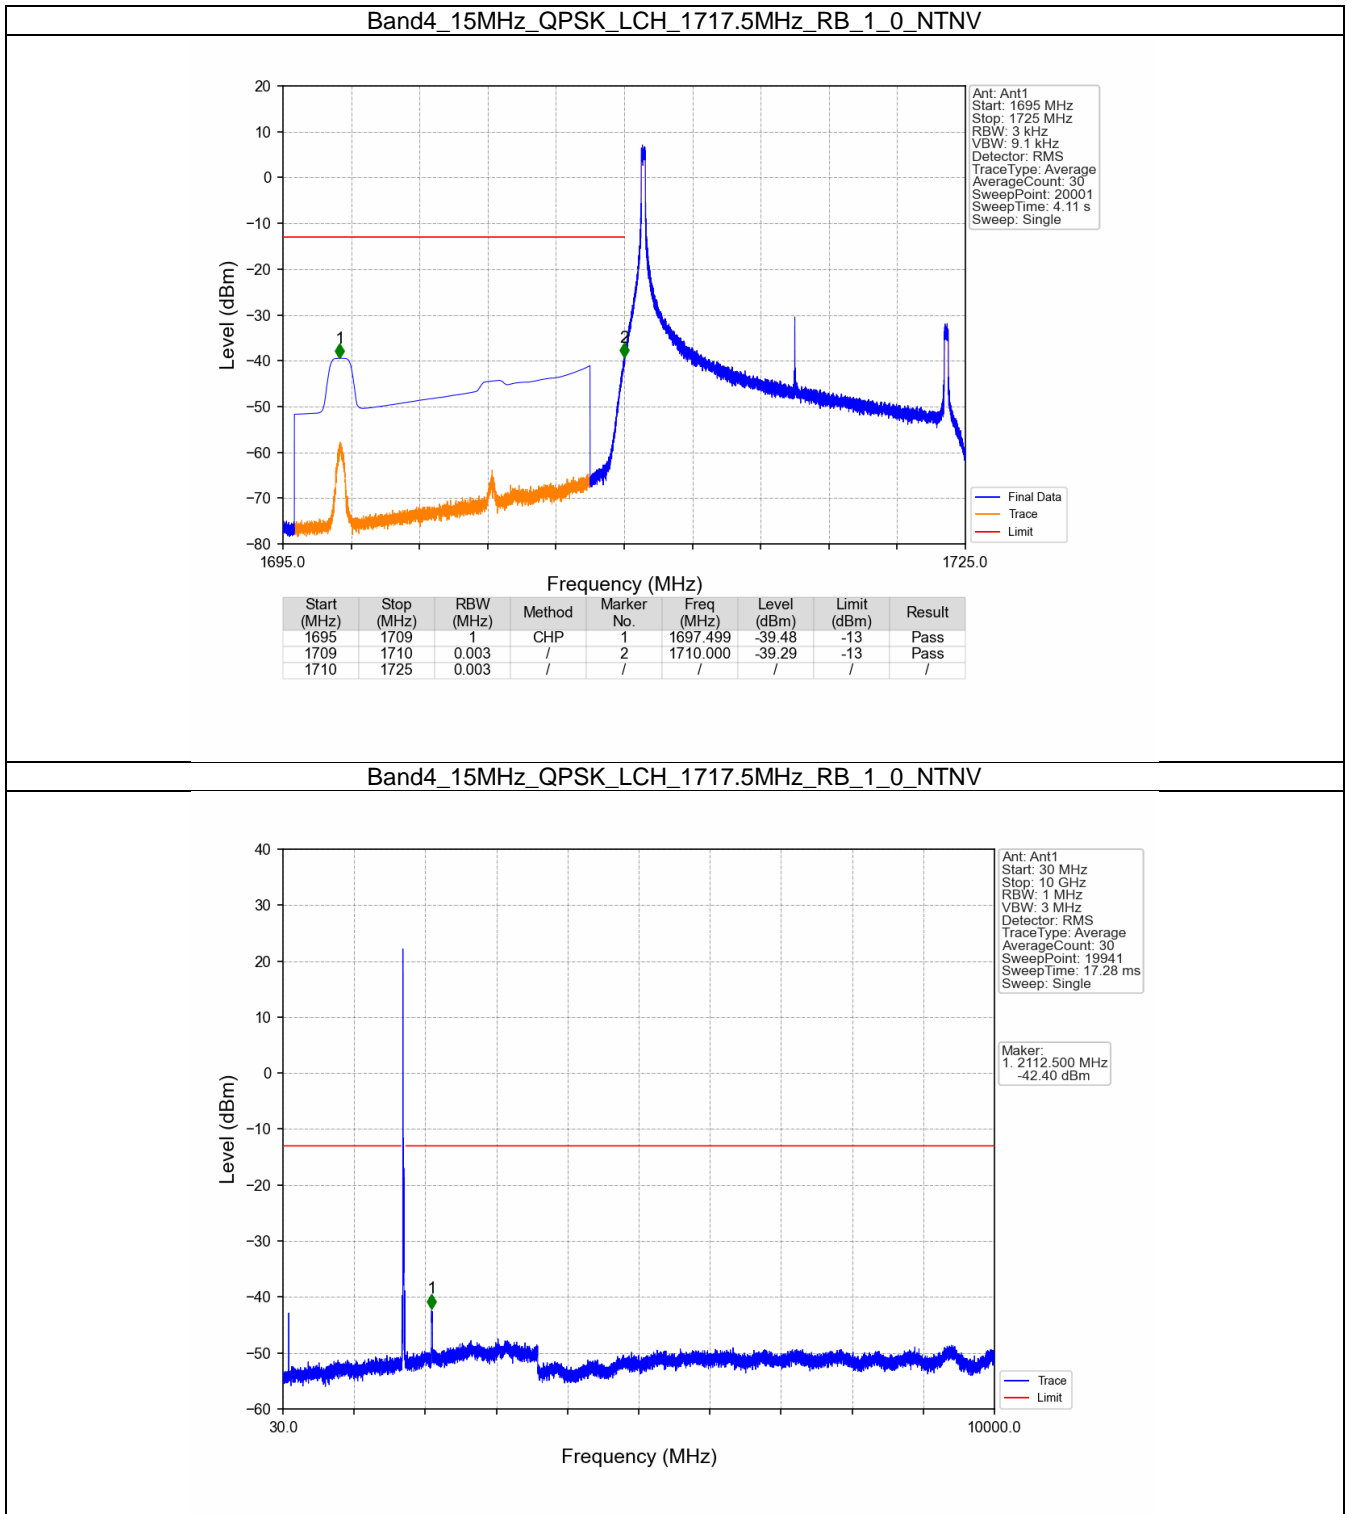 Band4_15MHz_QPSK_LCH_1717.5MHz_RB_1_0_NTNV
20
10
0
−10
−20
−30
−40
−50
−60
−70
−80
Level (dBm)
1
2
1695.0
1725.0
Frequency (MHz)
Ant: Ant1
Start: 1695 MHz
Stop: 1725 MHz
RBW: 3 kHz
VBW: 9.1 kHz
Detector: RMS
TraceType: Average
AverageCount: 30
SweepPoint: 20001
SweepTime: 4.11 s
Sweep: Single
Final Data
Trace
Limit
Start (MHz) Stop (MHz) RBW (MHz) Method Marker No. Freq (MHz) Level (dBm) Limit (dBm) Result
1695 1709 1 CHP 1 1697.499 -39.48 -13 Pass
1709 1710 0.003 / 2 1710.000 -39.29 -13 Pass
1710 1725 0.003 / / / / / /
Band4_15MHz_QPSK_LCH_1717.5MHz_RB_1_0_NTNV
40
30
20
10
0
−10
−20
−30
−40
−50
−60
Level (dBm)
1
30.0
10000.0
Frequency (MHz)
Ant: Ant1
Start: 30 MHz
Stop: 10 GHz
RBW: 1 MHz
VBW: 3 MHz
Detector: RMS
TraceType: Average
AverageCount: 30
SweepPoint: 19941
SweepTime: 17.28 ms
Sweep: Single
Maker:
1. 2112.500 MHz
-42.40 dBm
Trace
Limit